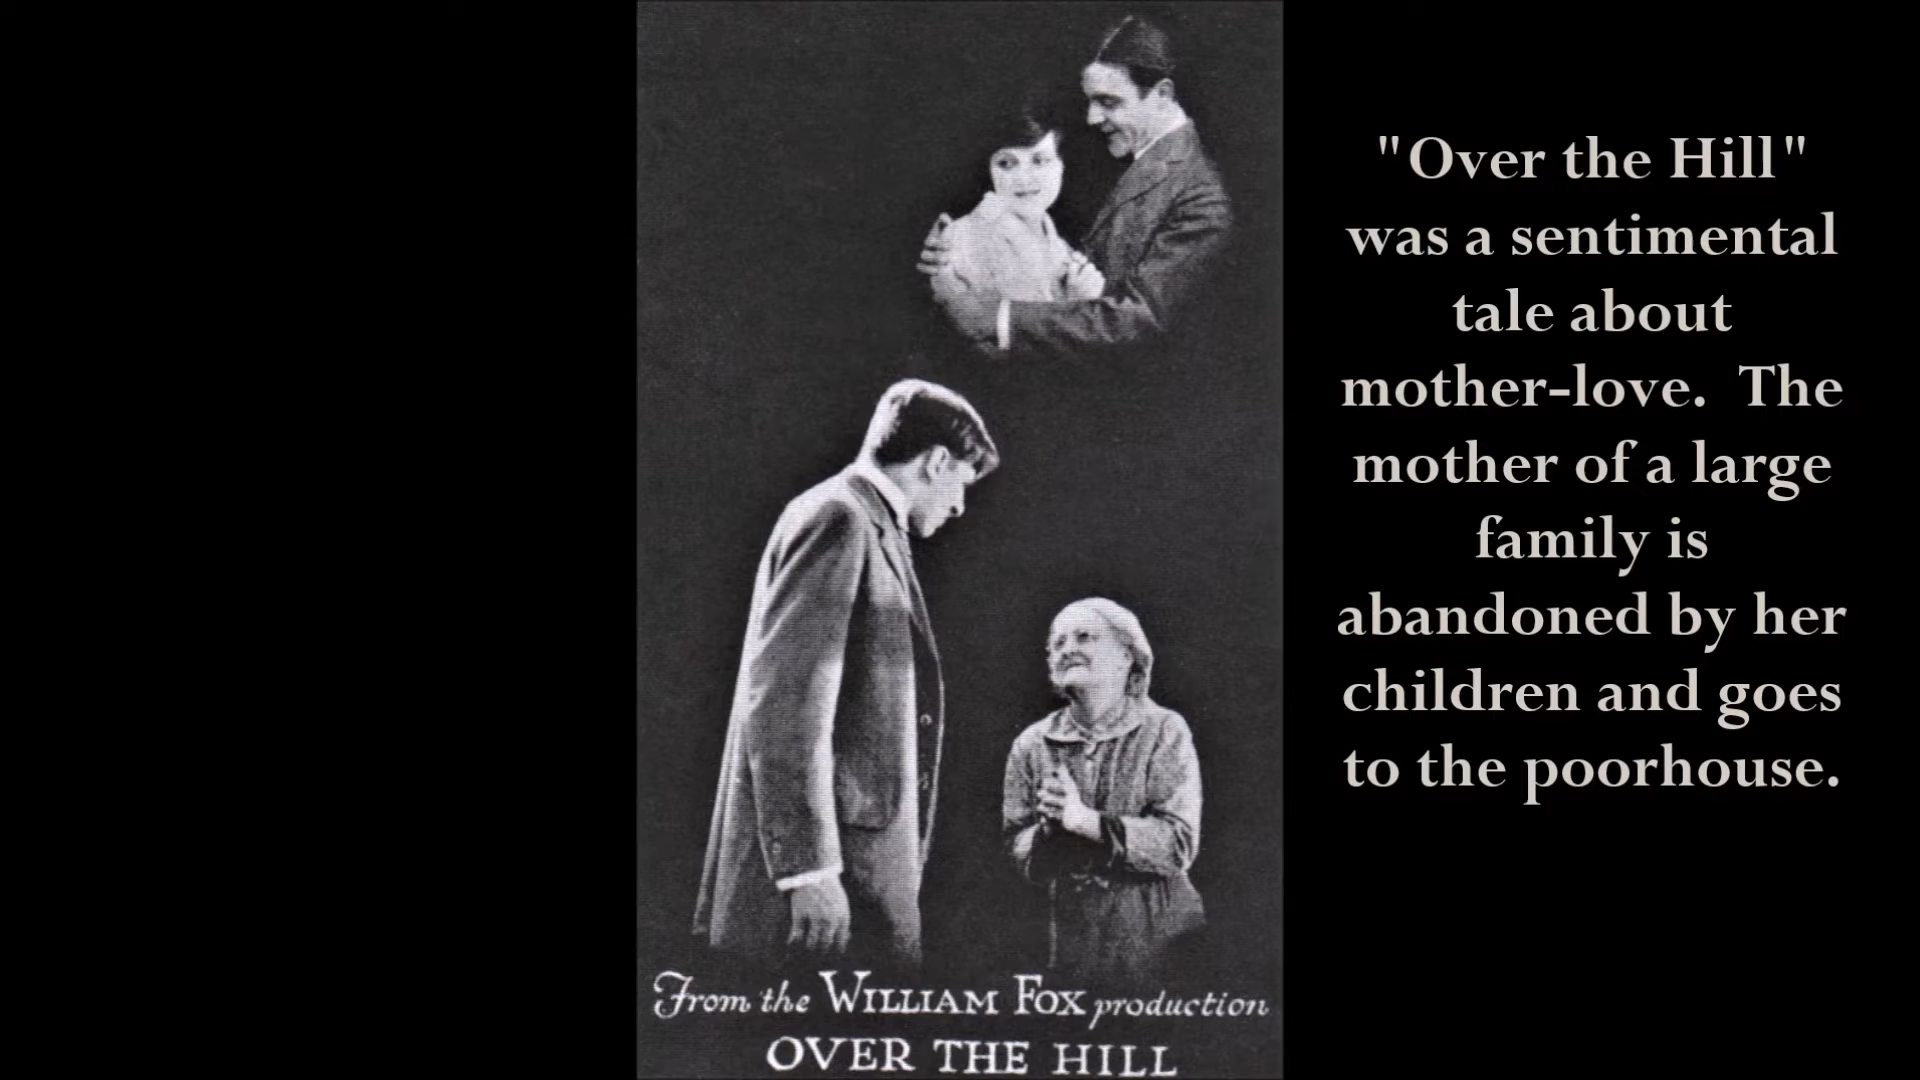 "Over the Hill"
was a sentimental
tale about
mother-love.  The
mother of a large
family is
abandoned by her
children and goes
to the poorhouse.
From the WILLIAM FOX production
OVER THE HILL